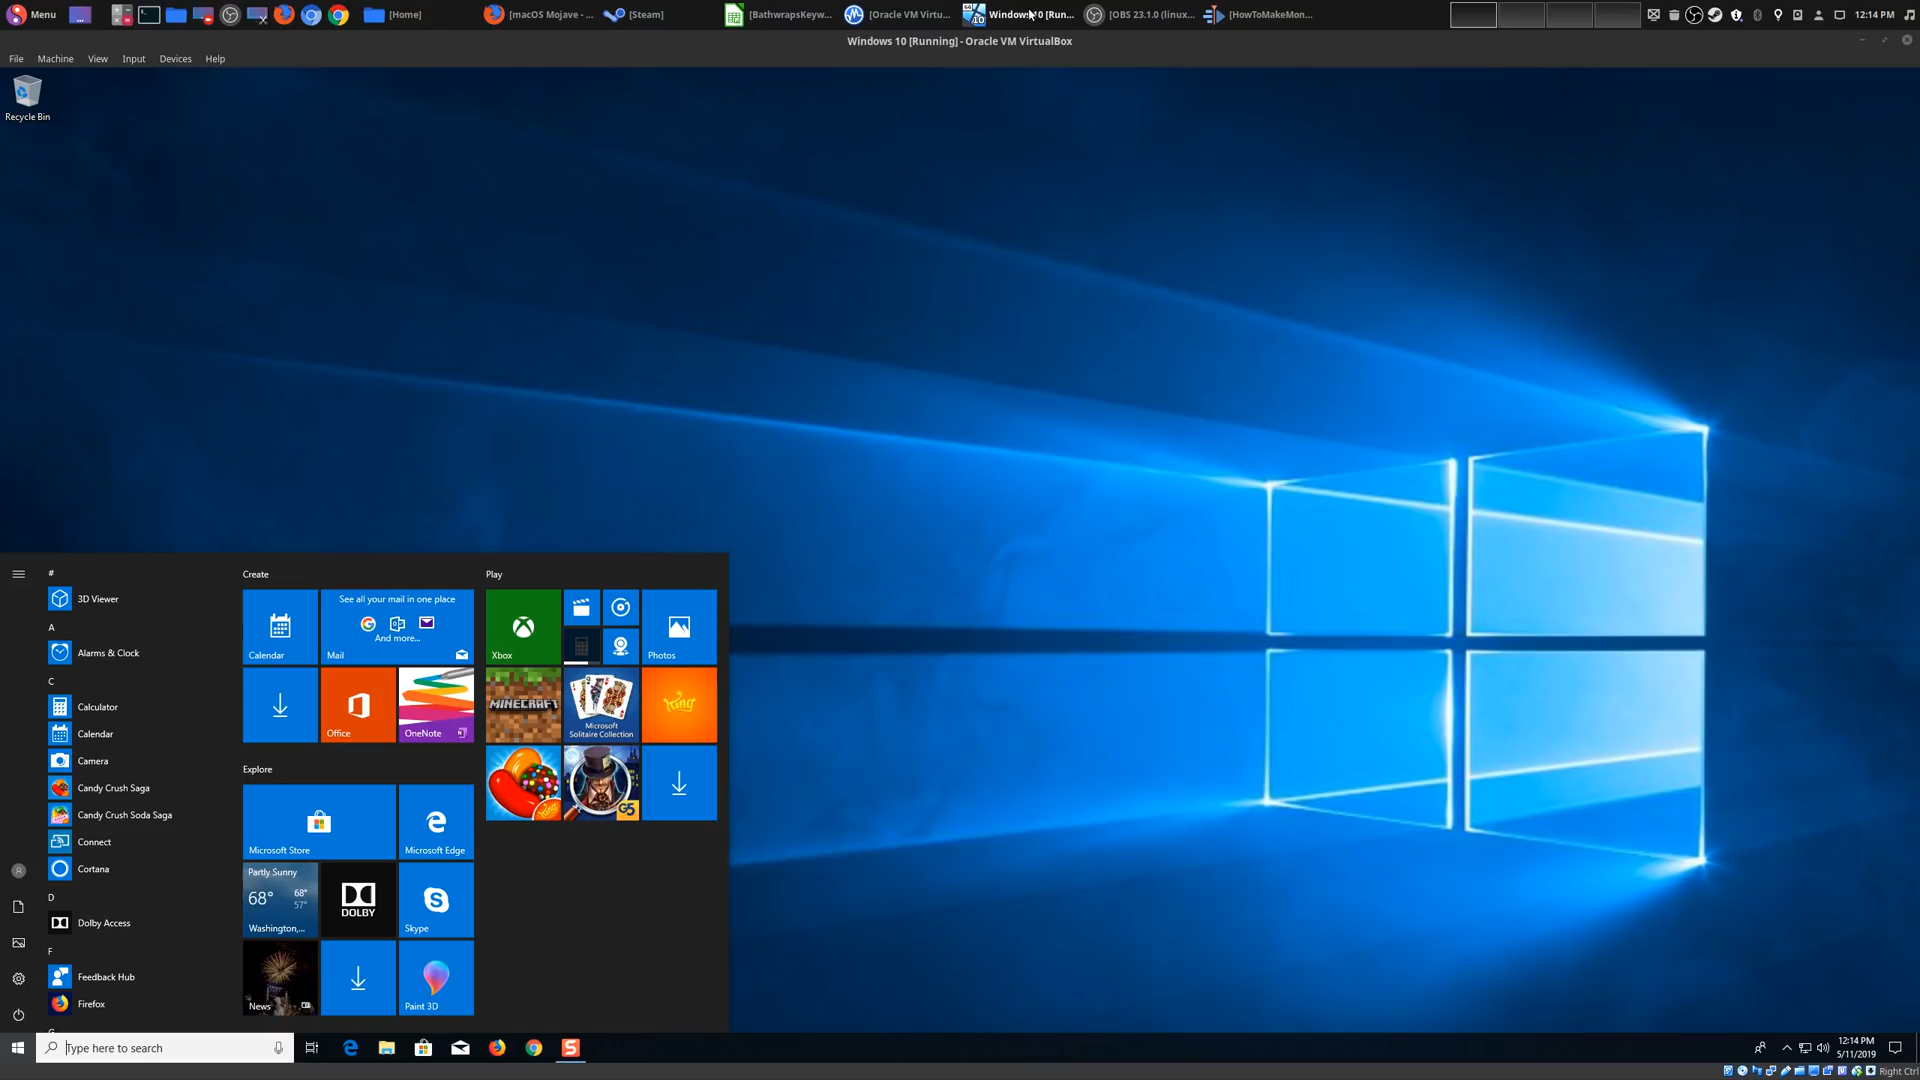 Menu
[Home]
[macOS Mojave - ...
[Steam]
[BathwrapsKeyw...
[Oracle VM Virtu...
Windows 10 [Run...
[OBS 23.1.0 (linux...
[HowToMakeMon...
12:14 PM
Windows 10 [Running] - Oracle VM VirtualBox
File
Machine
View
Input
Devices
Help
Recycle Bin
#
3D Viewer
A
Alarms & Clock
C
Calculator
Calendar
Camera
Candy Crush Saga
Candy Crush Soda Saga
Connect
Cortana
D
Dolby Access
F
Feedback Hub
Firefox
Create
Calendar
See all your mail in one place
And more...
Mail
Office
OneNote
Explore
Microsoft Store
Microsoft Edge
Partly Sunny
68°
68°
57°
Washington,...
DOLBY
Skype
News
Paint 3D
Play
Xbox
Photos
MINECRAFT
Microsoft
Solitaire Collection
King
King
G5
Type here to search
12:14 PM
5/11/2019
Right Ctrl